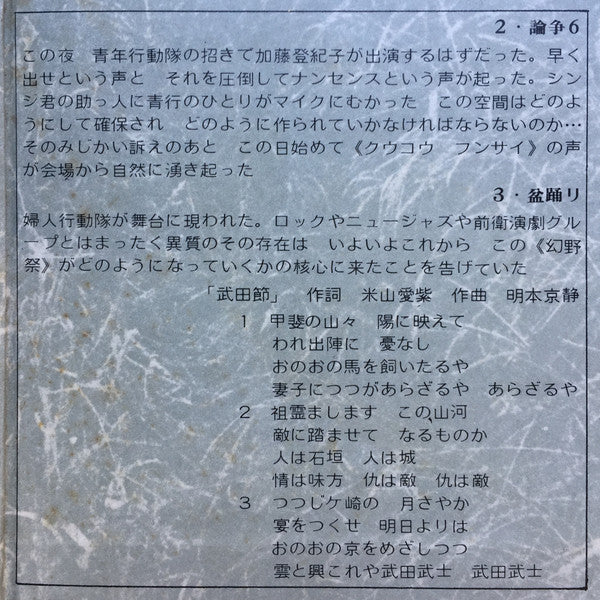 2・論争6
この夜　青年行動隊の招きで加藤登紀子が出演するはずだった。早く
出せという声と　それを圧倒してナンセンスという声が起った。シン
シ君の助っ人に青行のひとりがマイクにむかった　この空間はどのよ
うにして確保され　どのように作られていかなければならないのか…
そのみじかい訴えのあと　この日始めて《クウコウ　フンサイ》の声
が会場から自然に湧き起った
3・盆踊り
婦人行動隊が舞台に現われた。ロックやニュージャスや前衛演劇グル
ープとはまったく異質のその存在は　いよいよこれから　この《幻野
祭》がどのようになっていくかの核心に来たことを告げていた
「武田節」　作詞　米山愛紫　作曲　明本京静
1　甲斐の山々　陽に映えて
われ出陣に　憂なし
おのおの馬を飼いたるや
妻子につつがあらざるや　あらざるや
2　祖霊まします　この山河
敵に踏ませて　なるものか
人は石垣　人は城
情は味方　仇は敵　仇は敵
3　つつじケ崎の　月さやか
宴をつくせ　明日よりは
おのおの京をめざしつつ
雲と興これや武田武士　武田武士